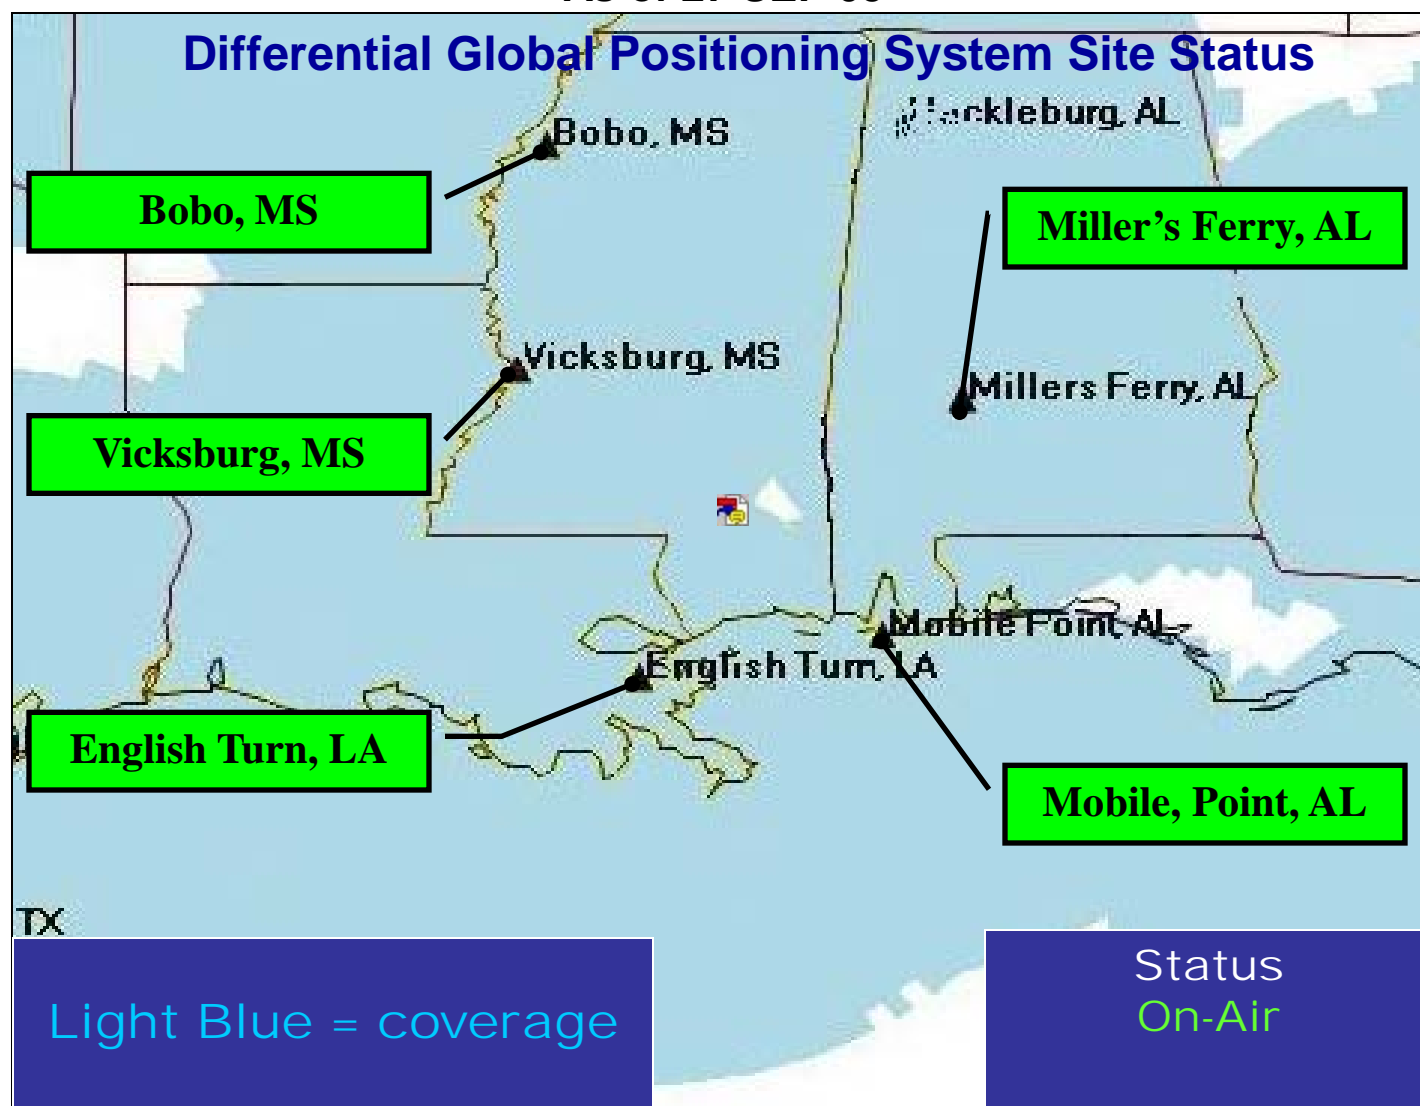 Differential Global Positioning System Site Status
Bobo, MS
AL
Bobo, MS
Miller’s Ferry, AL
Vicksburg, MS
Millers Ferry, AL
Vicksburg, MS
Mobile Point, AL
English Turn, LA
English Turn, LA
Mobile, Point, AL
TX
Light Blue = coverage
Status
On-Air